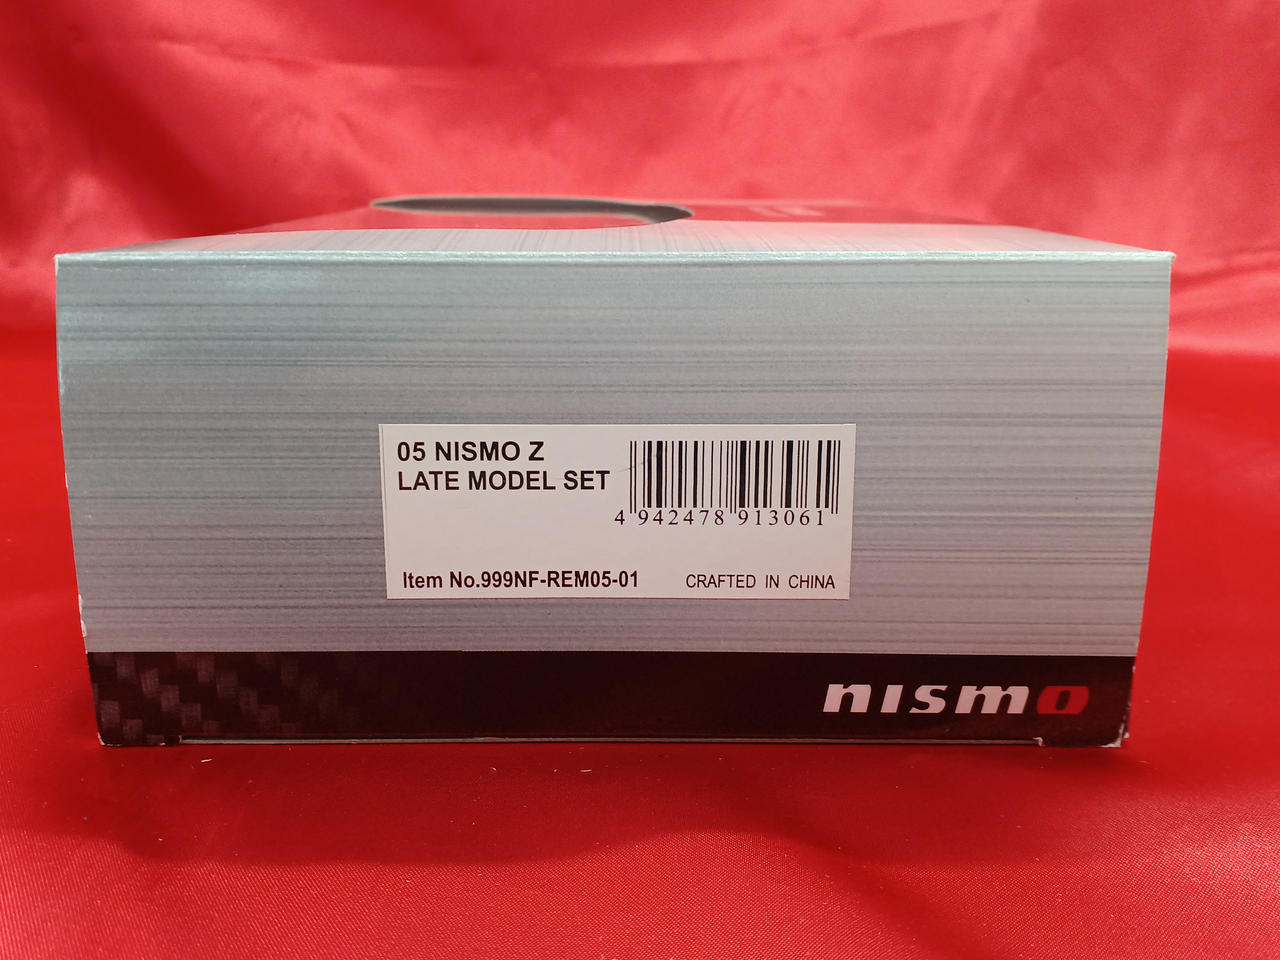 05 NISMO Z
LATE MODEL SET
4 942478 913061
Item No.999NF-REM05-01
CRAFTED IN CHINA
nismo